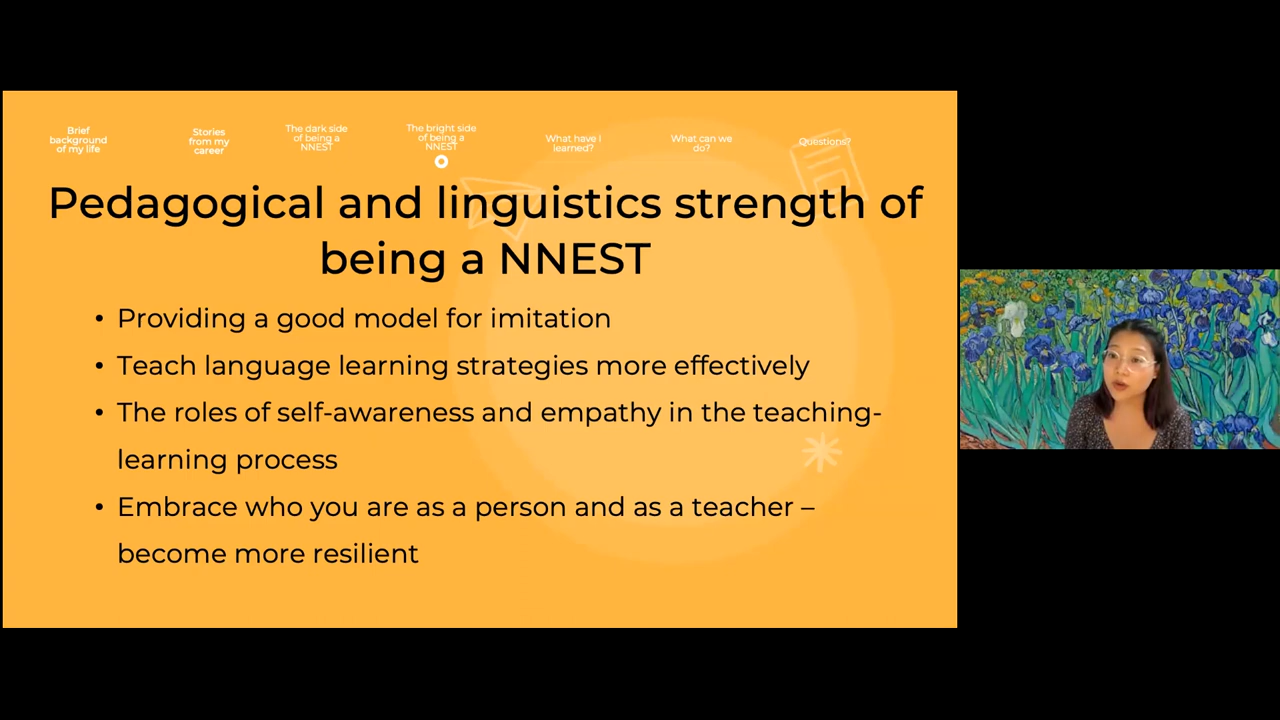 Brief
background
of my life
Stories
from my
career
The dark side
of being a
NNEST
The bright side
of being a
NNEST
What have I
learned?
What can we
do?
Questions?
Pedagogical and linguistics strength of
being a NNEST
• Providing a good model for imitation
• Teach language learning strategies more effectively
• The roles of self-awareness and empathy in the teaching-
learning process
• Embrace who you are as a person and as a teacher –
become more resilient